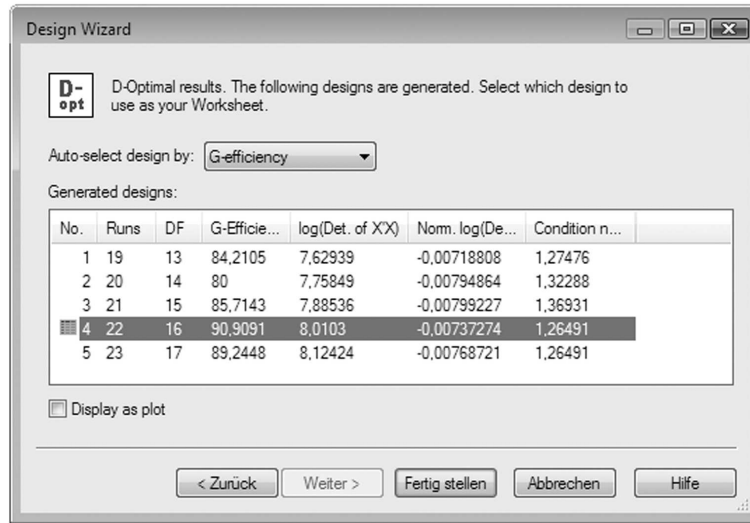 Design Wizard
D-
opt
D-Optimal results. The following designs are generated. Select which design to
use as your Worksheet.
Auto-select design by: G-efficiency
Generated designs:
No. Runs DF G-Efficie... log(Det. of X'X) Norm. log(De... Condition n...
1 19 13 84,2105 7,62939 -0,00718808 1,27476
2 20 14 80 7,75849 -0,00794864 1,32288
3 21 15 85,7143 7,88536 -0,00799227 1,36931
4 22 16 90,9091 8,0103 -0,00737274 1,26491
5 23 17 89,2448 8,12424 -0,00768721 1,26491
Display as plot
< Zurück Weiter > Fertig stellen Abbrechen Hilfe